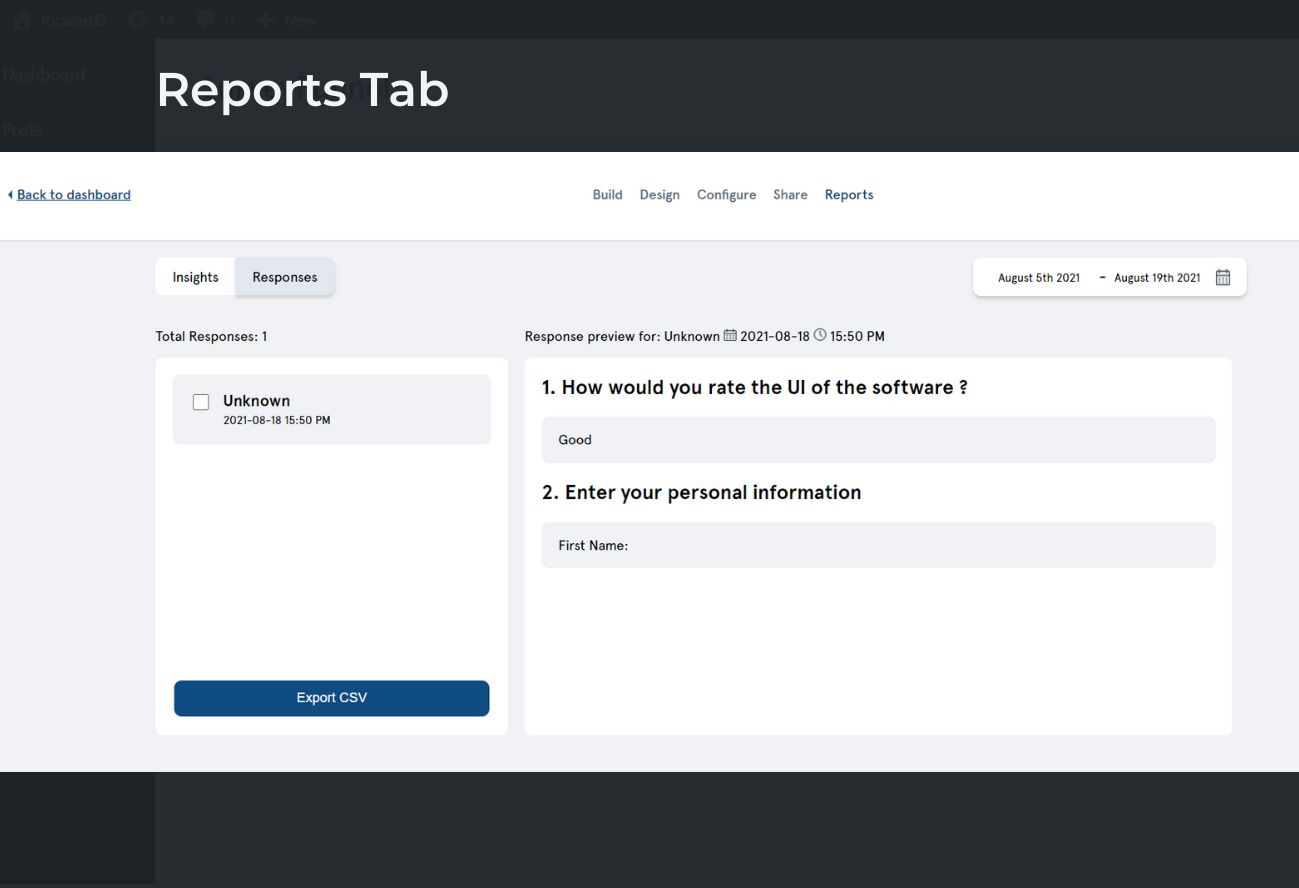 locword3 14 0 New
Dashboard
Reports Tab
Posts
Back to dashboard
Build Design Configure Share Reports
Insights Responses
August 5th 2021 - August 19th 2021
Total Responses: 1
Response preview for: Unknown 2021-08-18 15:50 PM
Unknown
2021-08-18 15:50 PM
Export CSV
1. How would you rate the UI of the software ?
Good
2. Enter your personal information
First Name: